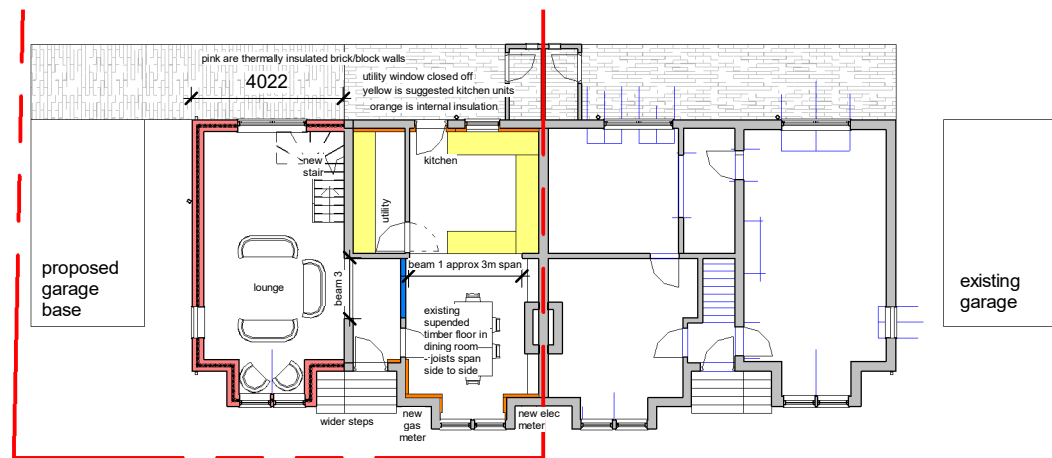 pink are thermally insulated brick/block walls
4022
utility window closed off
yellow is suggested kitchen units
orange is internal insulation
new
stair
kitchen
utility
proposed
garage
base
lounge
beam 3
beam 1 approx 3m span
existing
supended
timber floor in
dining room
- joists span
side to side
existing
garage
wider steps
new
gas
meter
new elec
meter